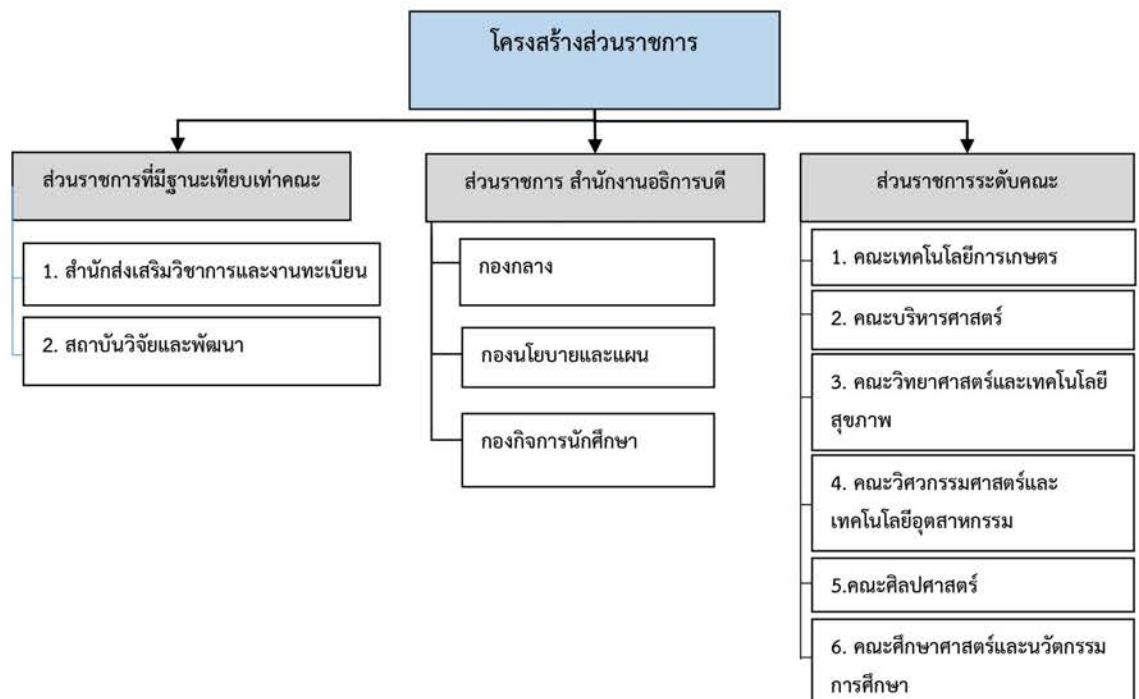 โครงสร้างส่วนราชการ
ส่วนราชการที่มีฐานะเทียบเท่าคณะ
1. สำนักส่งเสริมวิชาการและงานทะเบียน
2. สถาบันวิจัยและพัฒนา
ส่วนราชการ สำนักงานอธิการบดี
กองกลาง
กองนโยบายและแผน
กองกิจการนักศึกษา
ส่วนราชการระดับคณะ
1. คณะเทคโนโลยีการเกษตร
2. คณะบริหารศาสตร์
3. คณะวิทยาศาสตร์และเทคโนโลยี
สุขภาพ
4. คณะวิศวกรรมศาสตร์และ
เทคโนโลยีอุตสาหกรรม
5.คณะศิลปศาสตร์
6. คณะศึกษาศาสตร์และนวัตกรรม
การศึกษา